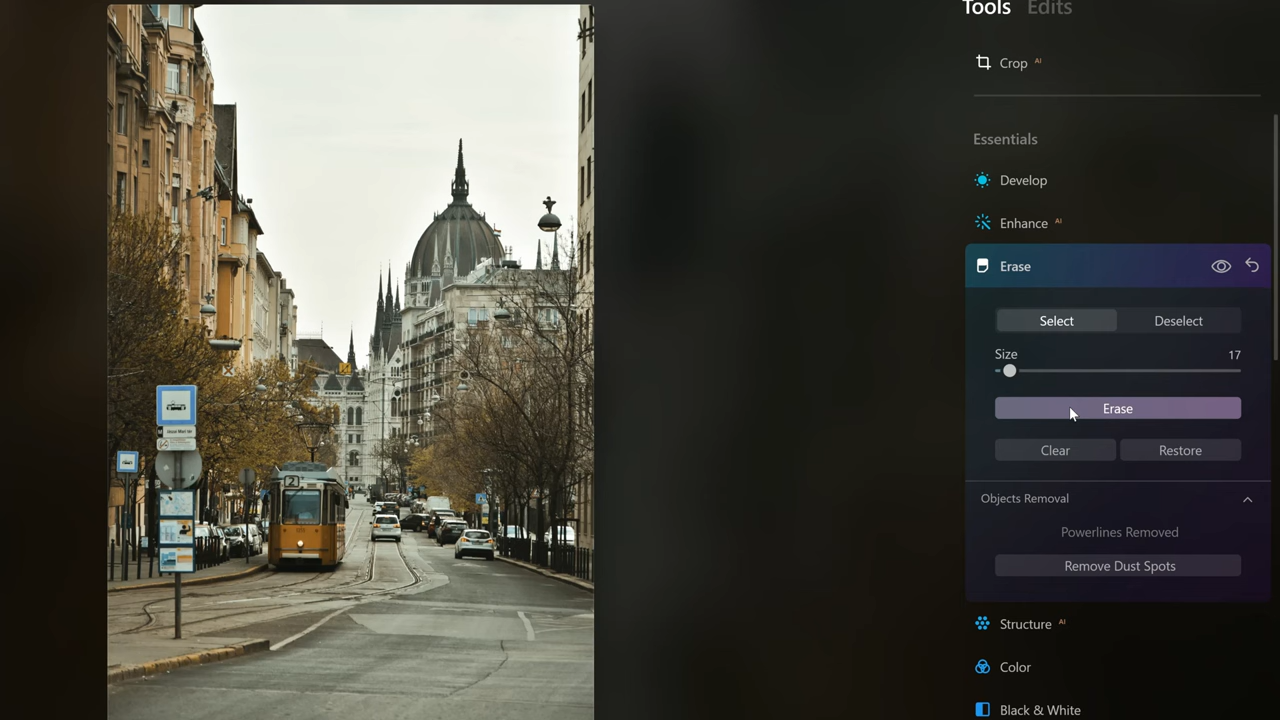 Tools Edits
Crop AI
Essentials
Develop
Enhance AI
Erase
Select Deselect
Size 17
Erase
Clear Restore
Objects Removal
Powerlines Removed
Remove Dust Spots
Structure AI
Color
Black & White
2